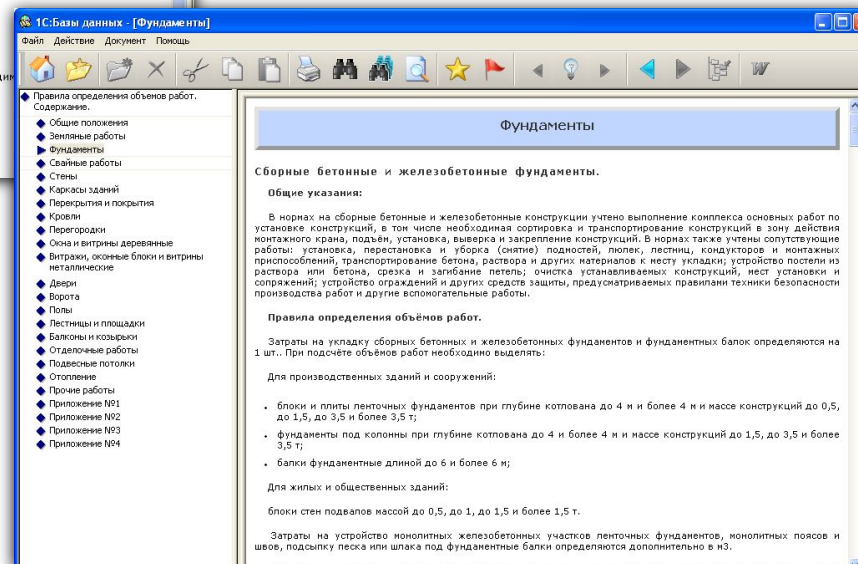 1С:Базы данных - [Фундаменты]
Файл Действие Документ Помощь
W
Правила определения объемов работ.
Содержание.
Общие положения
Земляные работы
Фундаменты
Свайные работы
Стены
Каркасы зданий
Перекрытия и покрытия
Кровли
Перегородки
Окна и витрины деревянные
Витражи, оконные блоки и витрины
металлические
Двери
Ворота
Полы
Лестницы и площадки
Балконы и козырьки
Отделочные работы
Подвесные потолки
Отопление
Прочие работы
Приложение №1
Приложение №2
Приложение №3
Приложение №4
Фундаменты
Сборные бетонные и железобетонные фундаменты.
Общие указания:
В нормах на сборные бетонные и железобетонные конструкции учтено выполнение комплекса основных работ по
установке конструкций, в том числе необходимая сортировка и транспортирование конструкций в зону действия
монтажного крана, подъём, установка, выверка и закрепление конструкций. В нормах также учтены сопутствующие
работы: установка, перестановка и уборка (снятие) подмостей, люлек, лестниц, кондукторов и монтажных
приспособлений, транспортирование бетона, раствора и других материалов к месту укладки; устройство постели из
раствора или бетона, срезка и загибание петель; очистка устанавливаемых конструкций, мест установки и
сопряжений; устройство ограждений и других средств защиты, предусматриваемых правилами техники безопасности
производства работ и другие вспомогательные работы.
Правила определения объёмов работ.
Затраты на укладку сборных бетонных и железобетонных фундаментов и фундаментных балок определяются на
1 шт.. При подсчёте объёмов работ необходимо выделять:
Для производственных зданий и сооружений:
блоки и плиты ленточных фундаментов при глубине котлована до 4 м и более 4 м и массе конструкций до 0,5,
до 1,5, до 3,5 и более 3,5 т;
фундаменты под колонны при глубине котлована до 4 и более 4 м и массе конструкций до 1,5, до 3,5 и более
3,5 т;
балки фундаментные длиной до 6 и более 6 м;
Для жилых и общественных зданий:
блоки стен подвалов массой до 0,5, до 1, до 1,5 и более 1,5 т.
Затраты на устройство монолитных железобетонных участков ленточных фундаментов, монолитных поясов и
швов, подсыпку песка или шлака под фундаментные балки определяются дополнительно в м3.